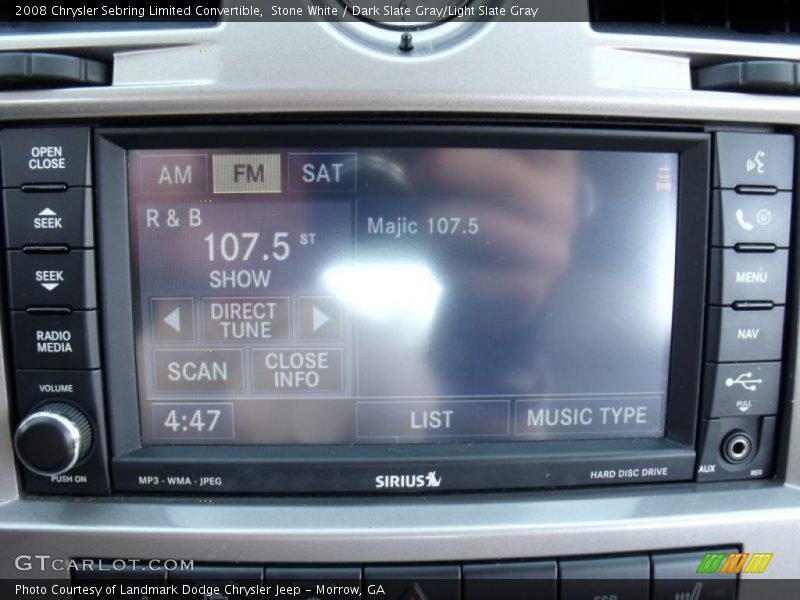 2008 Chrysler Sebring Limited Convertible, Stone White / Dark Slate Gray/Light Slate Gray
OPEN
CLOSE
SEEK
SEEK
RADIO
MEDIA
VOLUME
PUSH ON
AM FM SAT
R & B
107.5 ST
SHOW
Majic 107.5
DIRECT
TUNE
SCAN
CLOSE
INFO
4:47
LIST
MUSIC TYPE
MP3 · WMA · JPEG
SIRIUS
HARD DISC DRIVE
MENU
NAV
PULL
AUX
GTCARLOT.COM
Photo Courtesy of Landmark Dodge Chrysler Jeep – Morrow, GA